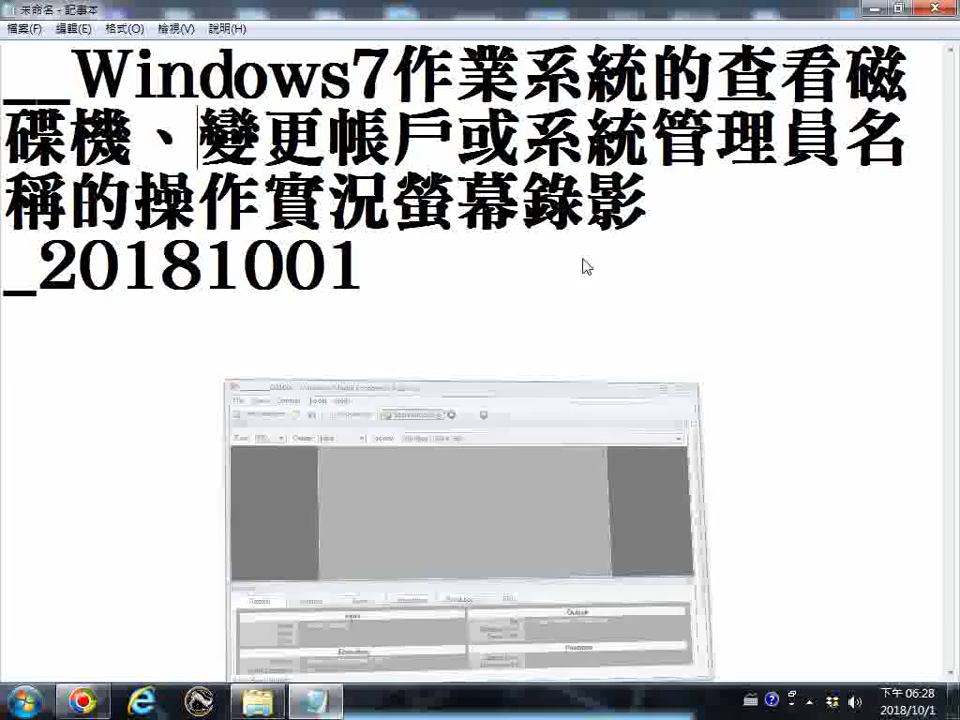 未命名 - 記事本
檔案(F) 編輯(E) 格式(O) 檢視(V) 說明(H)
__Windows7作業系統的查看磁
碟機、變更帳戶或系統管理員名
稱的操作實況螢幕錄影
_20181001
下午 06:28
2018/10/1